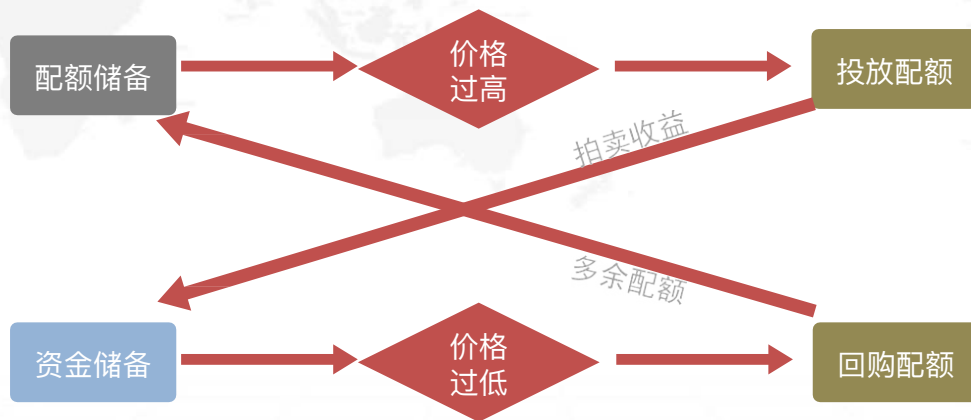 配额储备
价格
过高
投放配额
拍卖收益
多余配额
资金储备
价格
过低
回购配额